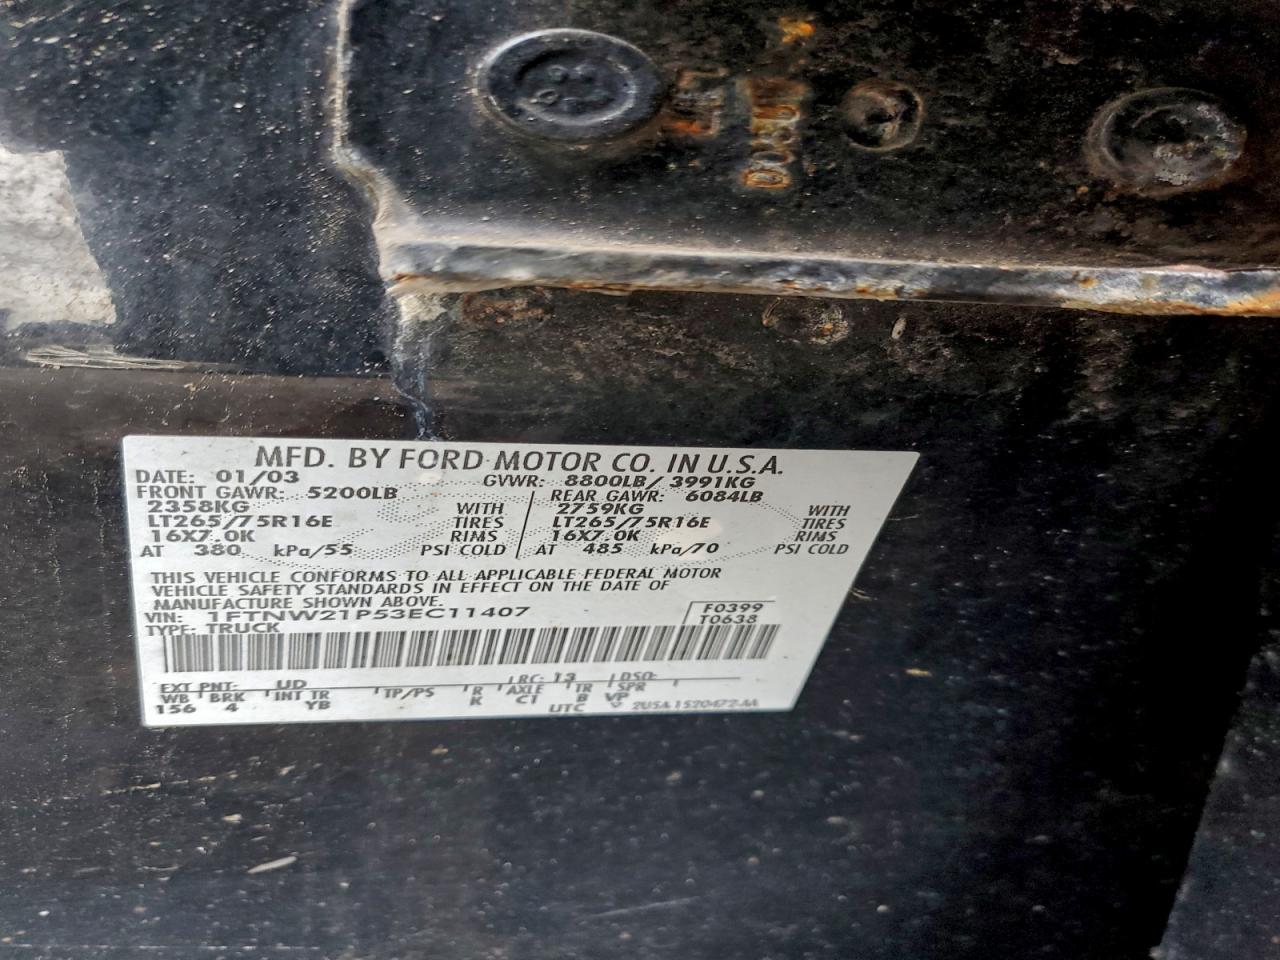 MFD. BY FORD MOTOR CO. IN U.S.A.
DATE: 01/03 GVWR: 8800LB/ 3991KG
FRONT GAWR: 5200LB REAR GAWR: 6084LB
2358KG WITH 2759KG WITH
LT265/75R16E TIRES LT265/75R16E TIRES
16X7.0K RIMS 16X7.0K RIMS
AT 380 kPa/55 PSI COLD AT 485 kPa/70 PSI COLD
THIS VEHICLE CONFORMS TO ALL APPLICABLE FEDERAL MOTOR
VEHICLE SAFETY STANDARDS IN EFFECT ON THE DATE OF
MANUFACTURE SHOWN ABOVE.
VIN: 1FTNW21P53EC11407 F0399
TYPE: TRUCK T0638
EXT PNT: UD RC: 13 DSO:
WB BRK INT TR TP/PS R AXLE TR SPR
156 4 YB K C1 B VP
UTC 2U5A-1520472-AA